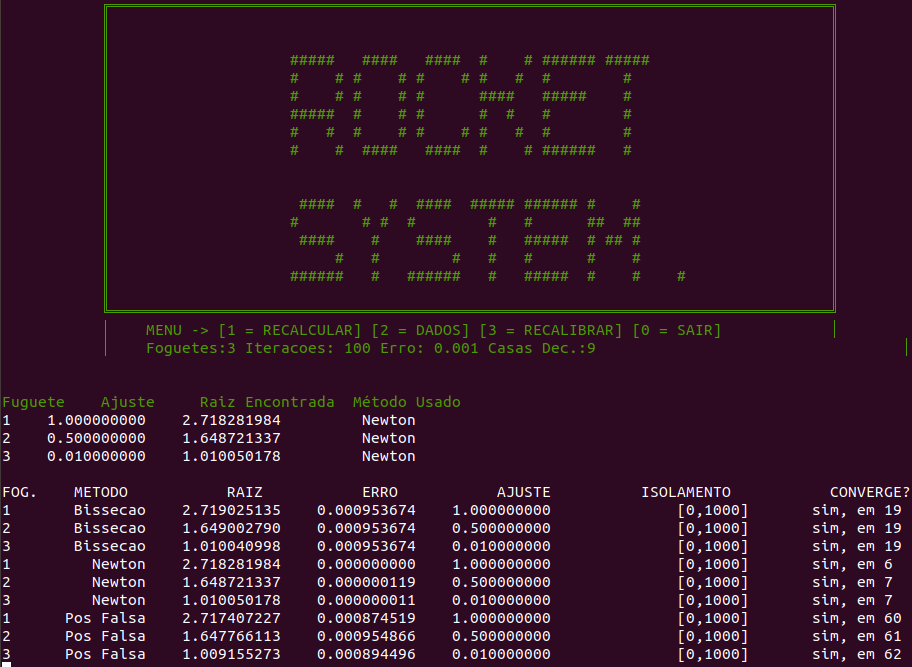 ROCKET
SYSTEM.
MENU -> [1 = RECALCULAR] [2 = DADOS] [3 = RECALIBRAR] [0 = SAIR]
Foguetes:3 Iteracoes: 100 Erro: 0.001 Casas Dec.:9
Fuguete Ajuste Raiz Encontrada Método Usado
1 1.000000000 2.718281984 Newton
2 0.500000000 1.648721337 Newton
3 0.010000000 1.010050178 Newton
FOG. METODO RAIZ ERRO AJUSTE ISOLAMENTO CONVERGE?
1 Bissecao 2.719025135 0.000953674 1.000000000 [0,1000] sim, em 19
2 Bissecao 1.649002790 0.000953674 0.500000000 [0,1000] sim, em 19
3 Bissecao 1.010040998 0.000953674 0.010000000 [0,1000] sim, em 19
1 Newton 2.718281984 0.000000000 1.000000000 [0,1000] sim, em 6
2 Newton 1.648721337 0.000000119 0.500000000 [0,1000] sim, em 7
3 Newton 1.010050178 0.000000011 0.010000000 [0,1000] sim, em 7
1 Pos Falsa 2.717407227 0.000874519 1.000000000 [0,1000] sim, em 60
2 Pos Falsa 1.647766113 0.000954866 0.500000000 [0,1000] sim, em 61
3 Pos Falsa 1.009155273 0.000894496 0.010000000 [0,1000] sim, em 62